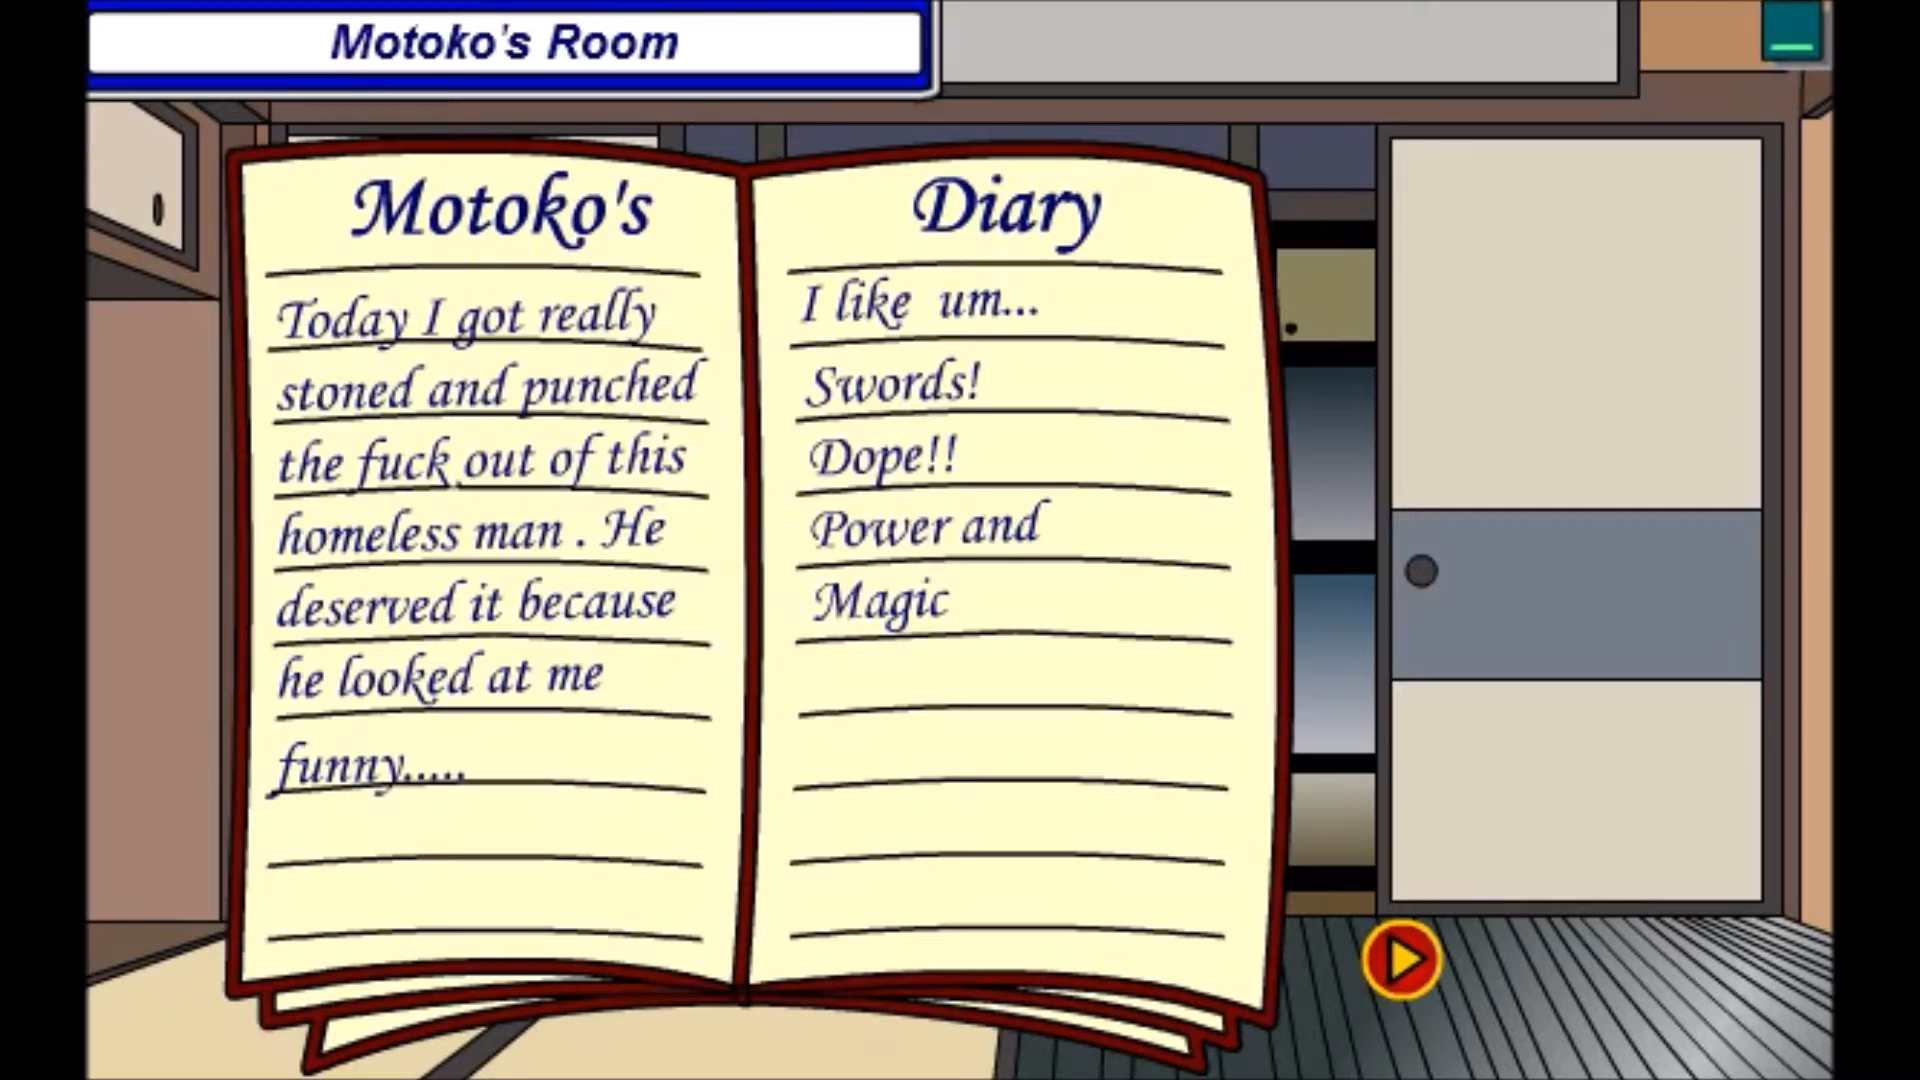 Motoko's Room
Motoko's
Today I got really
stoned and punched
the fuck out of this
homeless man . He
deserved it because
he looked at me
funny.....
Diary
I like um...
Swords!
Dope!!
Power and
Magic